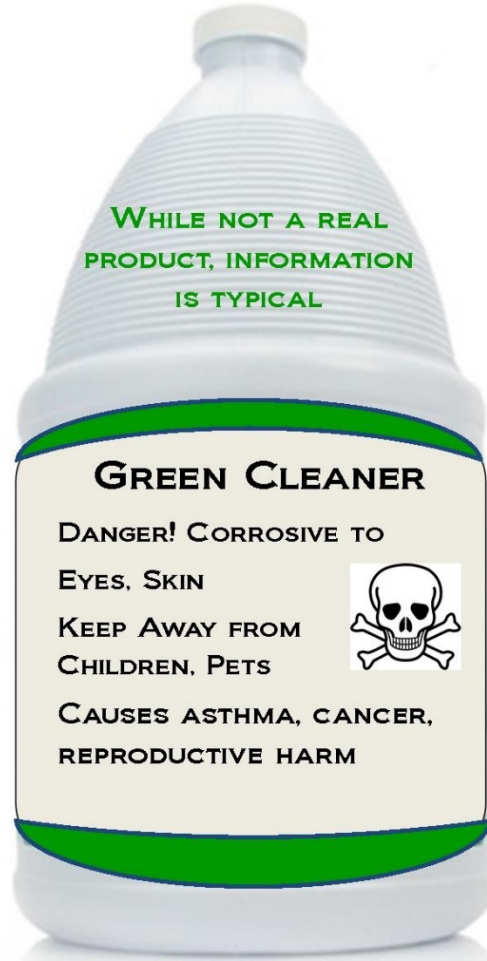 While not a real
product, information
is typical
Green Cleaner
Danger! Corrosive to
Eyes, Skin
Keep Away from
Children, Pets
Causes asthma, cancer,
reproductive harm